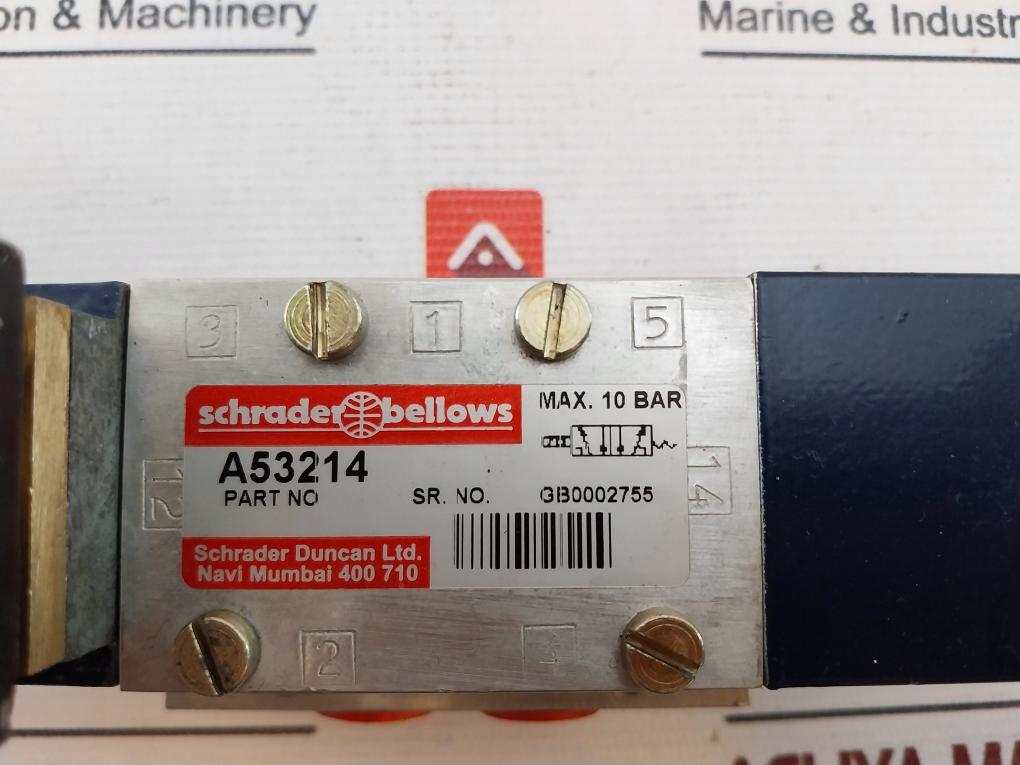 on & Machinery
Marine & Industr
3 1 5
schrader bellows
MAX. 10 BAR
A53214
PART NO
SR. NO. GB0002755
12
14
Schrader Duncan Ltd.
Navi Mumbai 400 710
2 4